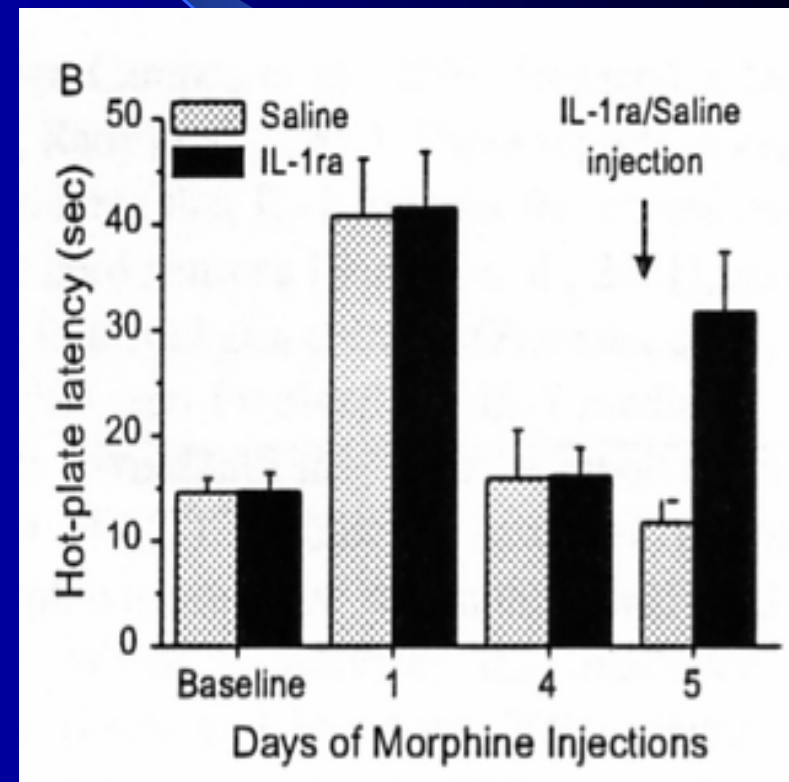 B
50
Saline
IL-1ra
IL-1ra/Saline
injection
40
30
20
10
0
Hot-plate latency (sec)
Baseline
1
4
5
Days of Morphine Injections